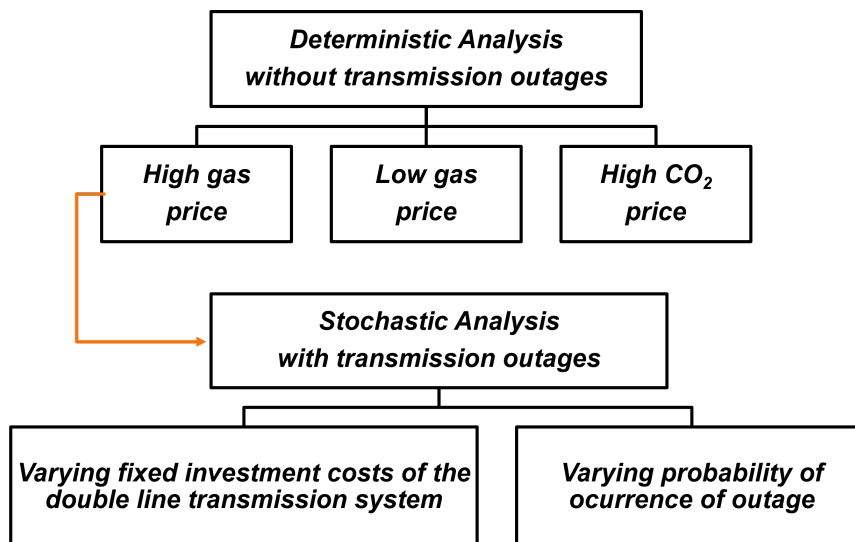 Deterministic Analysis
without transmission outages
High gas
price
Low gas
price
High CO₂
price
Stochastic Analysis
with transmission outages
Varying fixed investment costs of the
double line transmission system
Varying probability of
ocurrence of outage